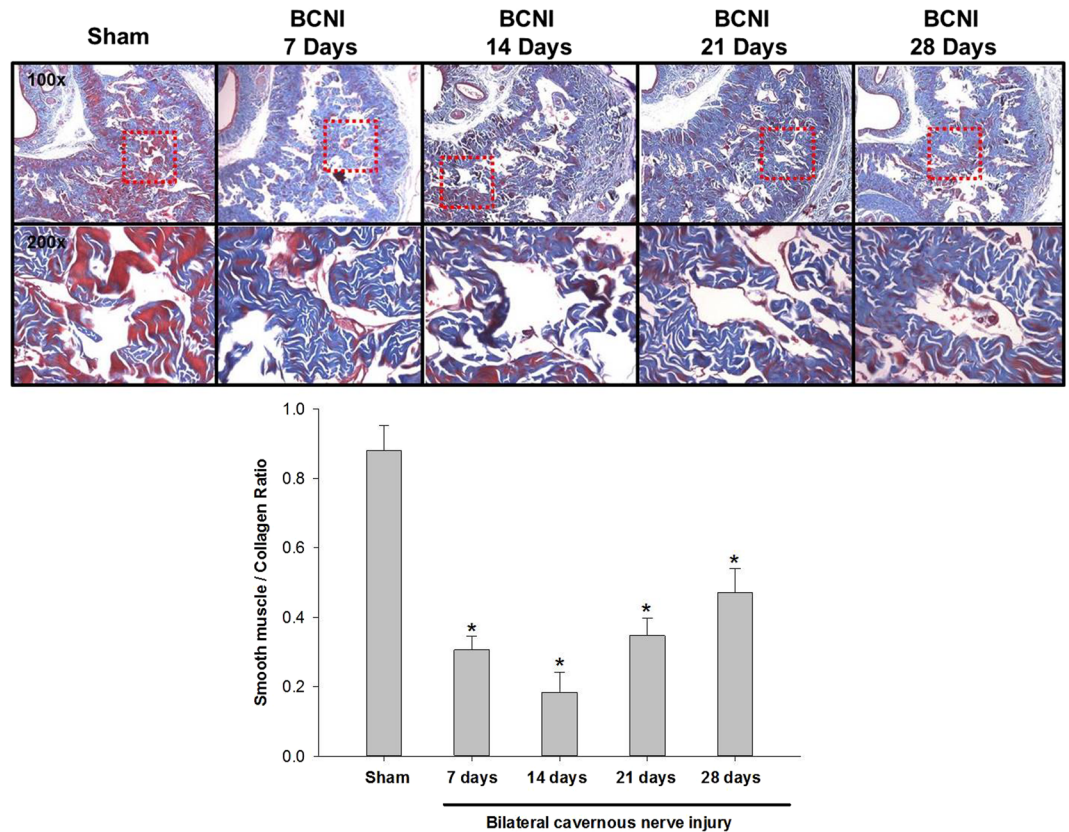 Sham
BCNI
7 Days
BCNI
14 Days
BCNI
21 Days
BCNI
28 Days
100x
200x
Smooth muscle / Collagen Ratio
1.0
0.8
0.6
0.4
0.2
0.0
*
*
*
*
Sham
7 days
14 days
21 days
28 days
Bilateral cavernous nerve injury